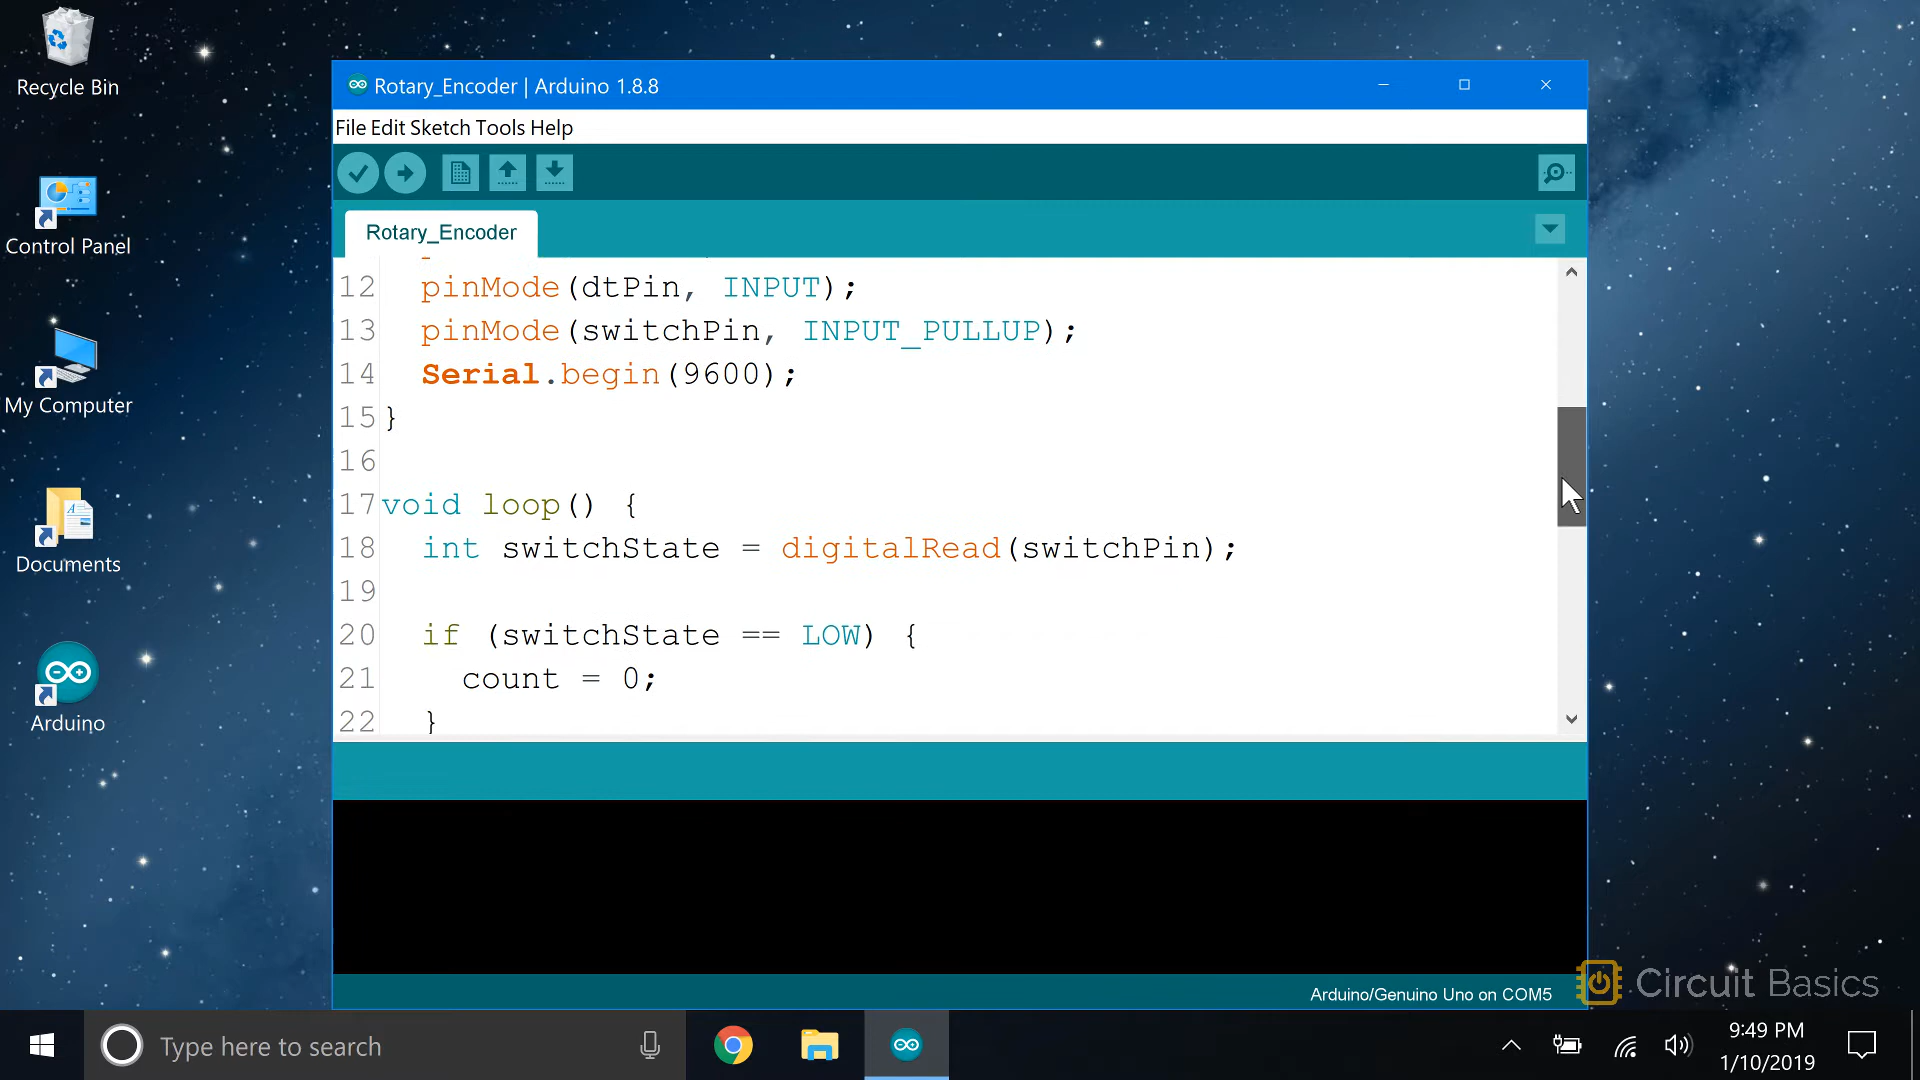 Recycle Bin
Control Panel
My Computer
Documents
Arduino
Rotary_Encoder | Arduino 1.8.8
File Edit Sketch Tools Help
Rotary_Encoder
12 pinMode(dtPin, INPUT);
13 pinMode(switchPin, INPUT_PULLUP);
14 Serial.begin(9600);
15 }
16
17 void loop() {
18 int switchState = digitalRead(switchPin);
19
20 if (switchState == LOW) {
21 count = 0;
22 }
Arduino/Genuino Uno on COM5
Circuit Basics
Type here to search
9:49 PM
1/10/2019